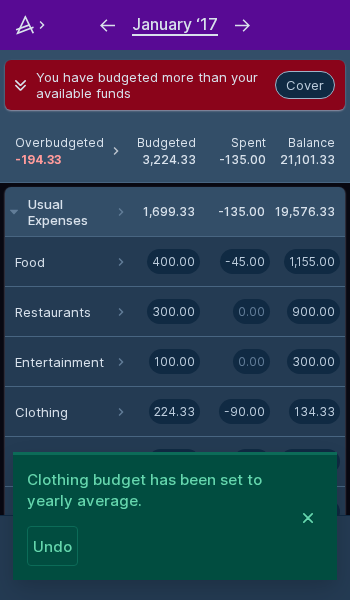 January ‘17
You have budgeted more than your
available funds
Cover
Overbudgeted Budgeted Spent Balance
-194.33 3,224.33 -135.00 21,101.33
Usual
Expenses 1,699.33 -135.00 19,576.33
Food 400.00 -45.00 1,155.00
Restaurants 300.00 0.00 900.00
Entertainment 100.00 0.00 300.00
Clothing 224.33 -90.00 134.33
Clothing budget has been set to
yearly average.
Undo